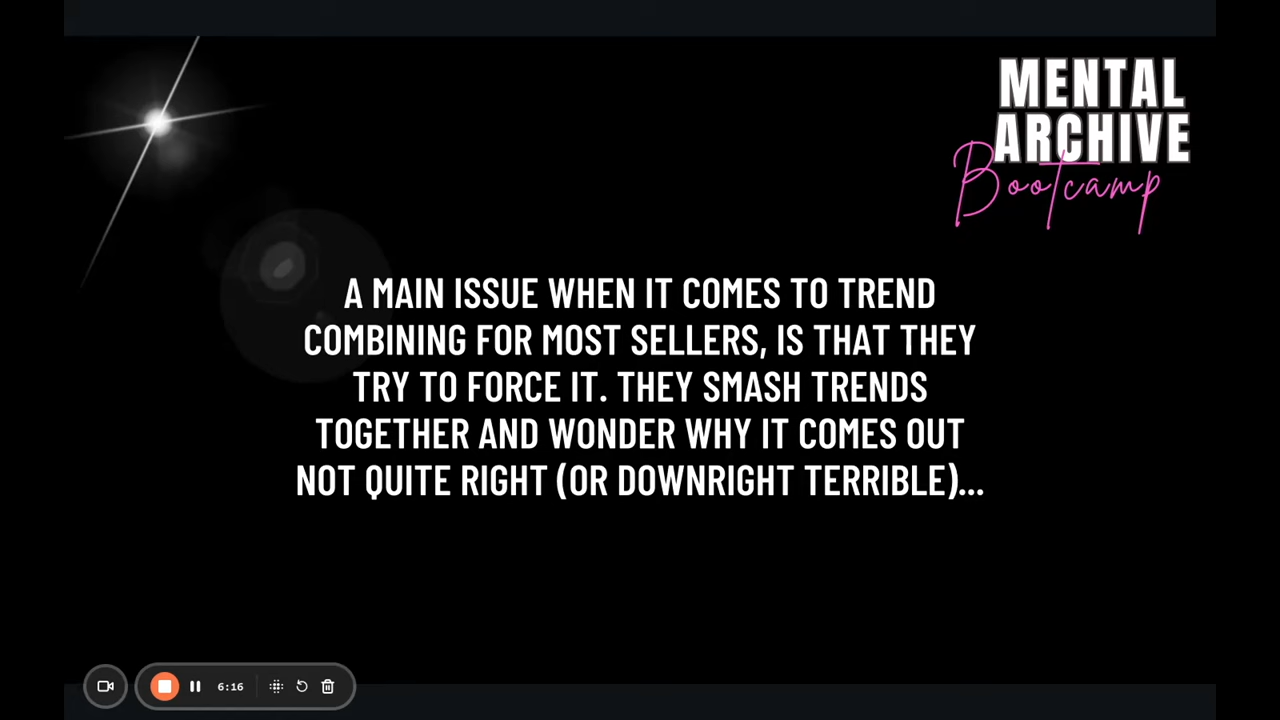 MENTAL
ARCHIVE
Bootcamp
A MAIN ISSUE WHEN IT COMES TO TREND
COMBINING FOR MOST SELLERS, IS THAT THEY
TRY TO FORCE IT. THEY SMASH TRENDS
TOGETHER AND WONDER WHY IT COMES OUT
NOT QUITE RIGHT (OR DOWNRIGHT TERRIBLE)...
6:16